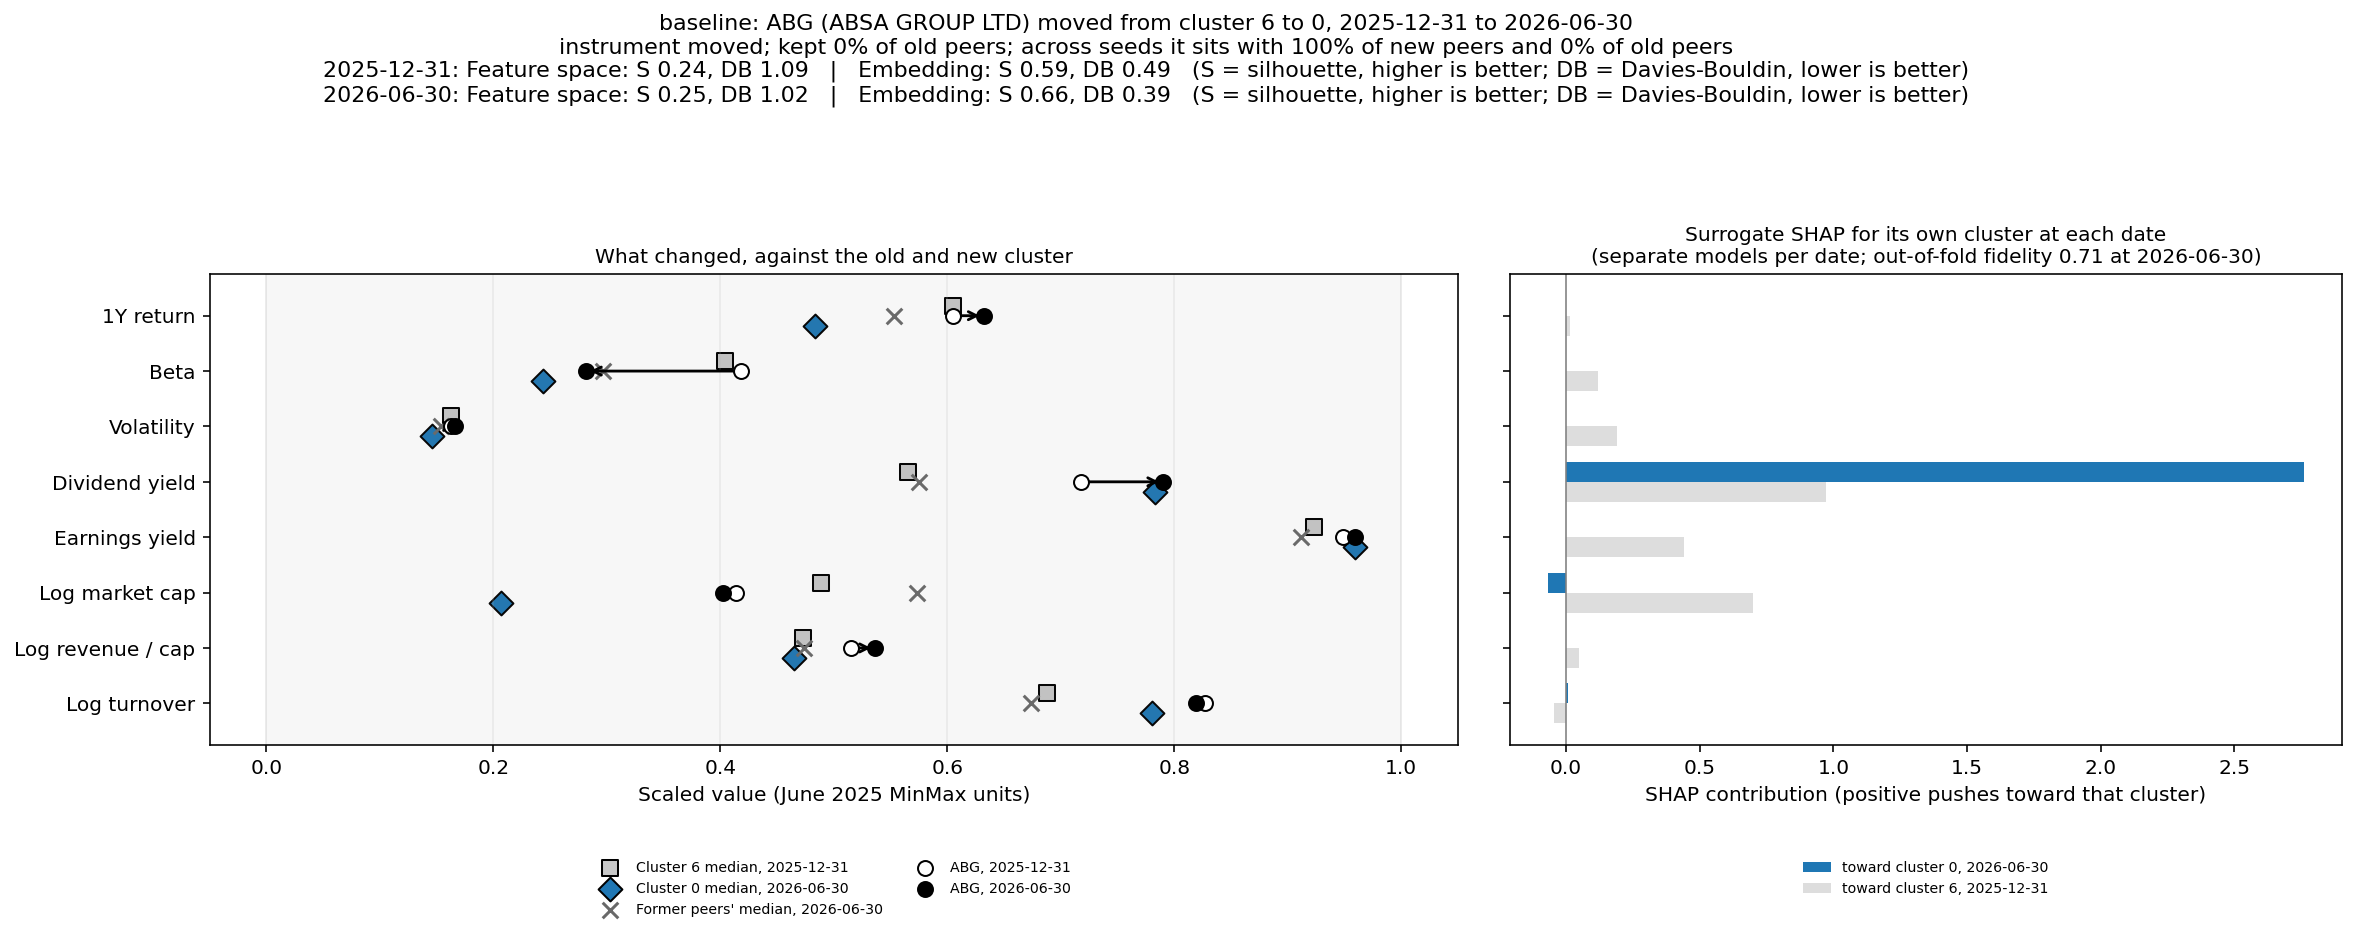 baseline: ABG (ABSA GROUP LTD) moved from cluster 6 to 0, 2025-12-31 to 2026-06-30
instrument moved; kept 0% of old peers; across seeds it sits with 100% of new peers and 0% of old peers
2025-12-31: Feature space: S 0.24, DB 1.09 | Embedding: S 0.59, DB 0.49 (S = silhouette, higher is better; DB = Davies-Bouldin, lower is better)
2026-06-30: Feature space: S 0.25, DB 1.02 | Embedding: S 0.66, DB 0.39 (S = silhouette, higher is better; DB = Davies-Bouldin, lower is better)
What changed, against the old and new cluster
1Y return
Beta
Volatility
Dividend yield
Earnings yield
Log market cap
Log revenue / cap
Log turnover
0.0 0.2 0.4 0.6 0.8 1.0
Scaled value (June 2025 MinMax units)
Cluster 6 median, 2025-12-31
Cluster 0 median, 2026-06-30
Former peers' median, 2026-06-30
ABG, 2025-12-31
ABG, 2026-06-30
Surrogate SHAP for its own cluster at each date
(separate models per date; out-of-fold fidelity 0.71 at 2026-06-30)
0.0 0.5 1.0 1.5 2.0 2.5
SHAP contribution (positive pushes toward that cluster)
toward cluster 0, 2026-06-30
toward cluster 6, 2025-12-31